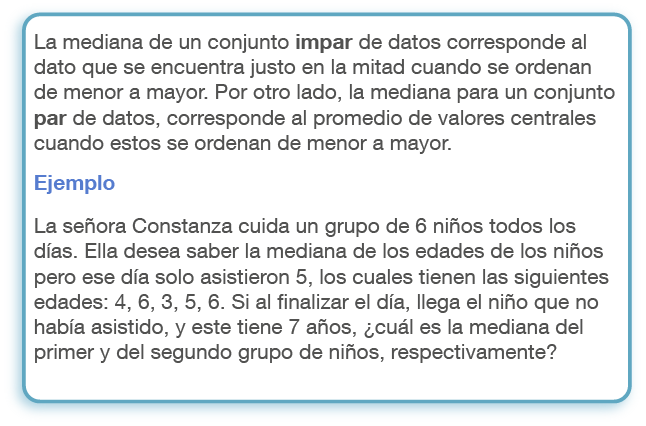 La mediana de un conjunto impar de datos corresponde al
dato que se encuentra justo en la mitad cuando se ordenan
de menor a mayor. Por otro lado, la mediana para un conjunto
par de datos, corresponde al promedio de valores centrales
cuando estos se ordenan de menor a mayor.
Ejemplo
La señora Constanza cuida un grupo de 6 niños todos los
días. Ella desea saber la mediana de los edades de los niños
pero ese día solo asistieron 5, los cuales tienen las siguientes
edades: 4, 6, 3, 5, 6. Si al finalizar el día, llega el niño que no
había asistido, y este tiene 7 años, ¿cuál es la mediana del
primer y del segundo grupo de niños, respectivamente?